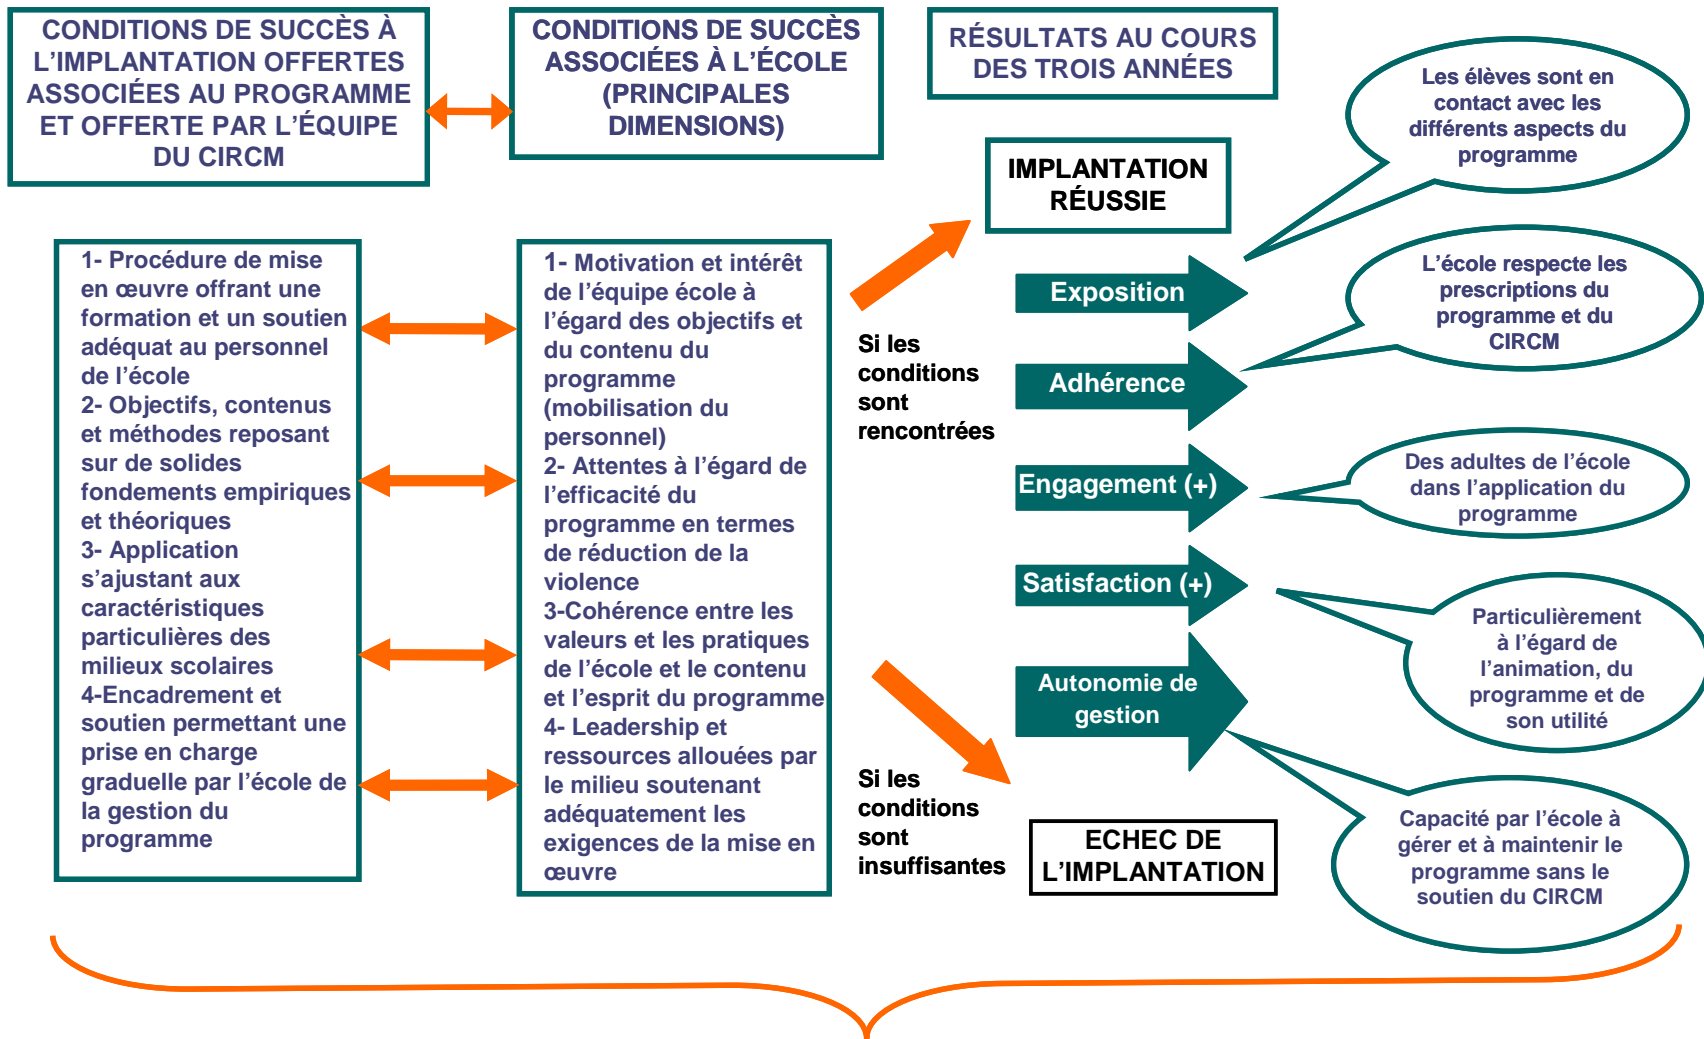 CONDITIONS DE SUCCÈS À
L’IMPLANTATION OFFERTES
ASSOCIÉES AU PROGRAMME
ET OFFERTE PAR L’ÉQUIPE
DU CIRCM
CONDITIONS DE SUCCÈS
ASSOCIÉES À L’ÉCOLE
(PRINCIPALES
DIMENSIONS)
RÉSULTATS AU COURS
DES TROIS ANNÉES
1- Procédure de mise
en œuvre offrant une
formation et un soutien
adéquat au personnel
de l’école
2- Objectifs, contenus
et méthodes reposant
sur de solides
fondements empiriques
et théoriques
3- Application
s’ajustant aux
caractéristiques
particulières des
milieux scolaires
4-Encadrement et
soutien permettant une
prise en charge
graduelle par l’école de
la gestion du
programme
1- Motivation et intérêt
de l’équipe école à
l’égard des objectifs et
du contenu du
programme
(mobilisation du
personnel)
2- Attentes à l’égard de
l’efficacité du
programme en termes
de réduction de la
violence
3-Cohérence entre les
valeurs et les pratiques
de l’école et le contenu
et l’esprit du programme
4- Leadership et
ressources allouées par
le milieu soutenant
adéquatement les
exigences de la mise en
œuvre
Si les
conditions
sont
rencontrées
Si les
conditions
sont
insuffisantes
IMPLANTATION
RÉUSSIE
Exposition
Adhérence
Engagement (+)
Satisfaction (+)
Autonomie de
gestion
ECHEC DE
L’IMPLANTATION
Les élèves sont en
contact avec les
différents aspects du
programme
L’école respecte les
prescriptions du
programme et du
CIRCM
Des adultes de l’école
dans l’application du
programme
Particulièrement
à l’égard de
l’animation, du
programme et de
son utilité
Capacité par l’école à
gérer et à maintenir le
programme sans le
soutien du CIRCM